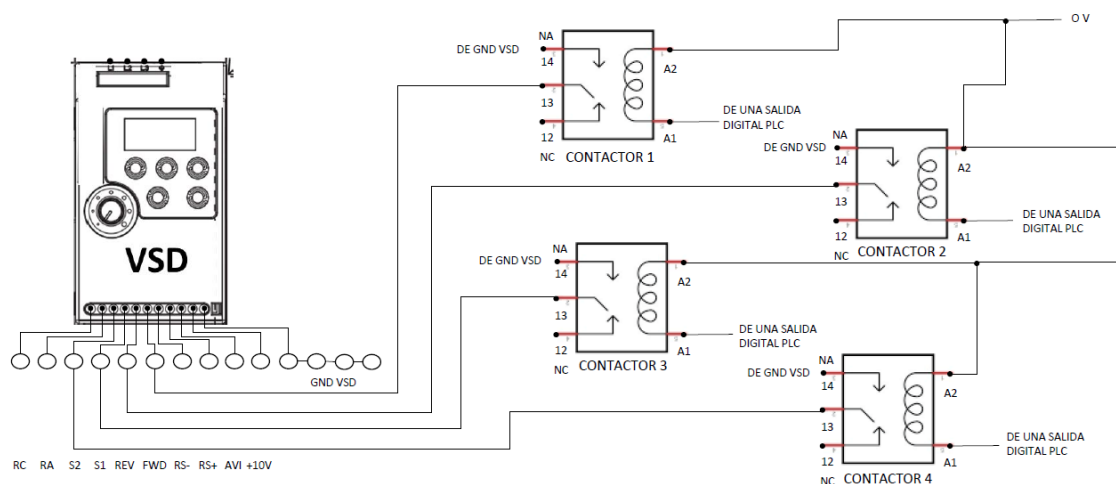 O V
NA
DE GND VSD
14
A2
13
DE UNA SALIDA
DIGITAL PLC
12
A1
NC
CONTACTOR 1
NA
DE GND VSD
14
A2
13
DE UNA SALIDA
DIGITAL PLC
12
A1
NC
CONTACTOR 2
VSD
NA
DE GND VSD
14
A2
13
DE UNA SALIDA
DIGITAL PLC
12
A1
NC
CONTACTOR 3
NA
DE GND VSD
14
A2
13
DE UNA SALIDA
DIGITAL PLC
12
A1
NC
CONTACTOR 4
GND VSD
RC RA S2 S1 REV FWD RS- RS+ AVI +10V